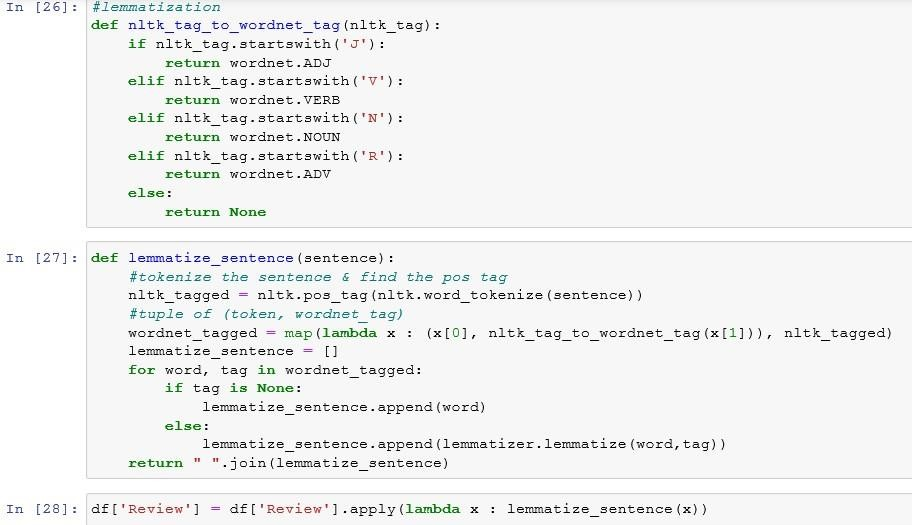 In [26]: #lemmatization
def nltk_tag_to_wordnet_tag(nltk_tag):
    if nltk_tag.startswith('J'):
        return wordnet.ADJ
    elif nltk_tag.startswith('V'):
        return wordnet.VERB
    elif nltk_tag.startswith('N'):
        return wordnet.NOUN
    elif nltk_tag.startswith('R'):
        return wordnet.ADV
    else:
        return None
In [27]: def lemmatize_sentence(sentence):
    #tokenize the sentence & find the pos tag
    nltk_tagged = nltk.pos_tag(nltk.word_tokenize(sentence))
    #tuple of (token, wordnet_tag)
    wordnet_tagged = map(lambda x : (x[0], nltk_tag_to_wordnet_tag(x[1])), nltk_tagged)
    lemmatize_sentence = []
    for word, tag in wordnet_tagged:
        if tag is None:
            lemmatize_sentence.append(word)
        else:
            lemmatize_sentence.append(lemmatizer.lemmatize(word,tag))
    return " ".join(lemmatize_sentence)
In [28]: df['Review'] = df['Review'].apply(lambda x : lemmatize_sentence(x))